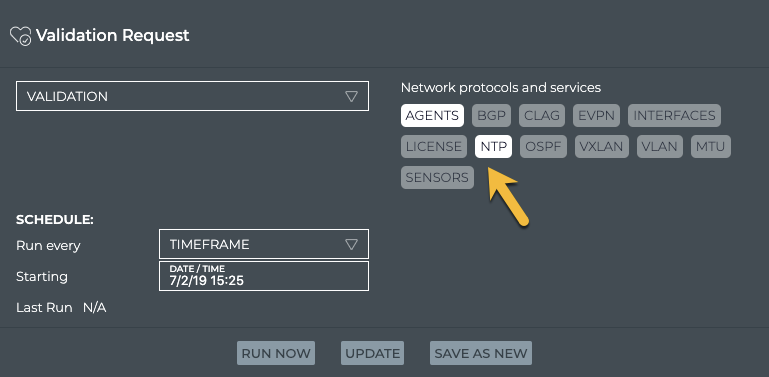 Validation Request
VALIDATION
Network protocols and services
AGENTS BGP CLAG EVPN INTERFACES
LICENSE NTP OSPF VXLAN VLAN MTU
SENSORS
SCHEDULE:
Run every TIMEFRAME
Starting DATE / TIME
7/2/19 15:25
Last Run N/A
RUN NOW UPDATE SAVE AS NEW